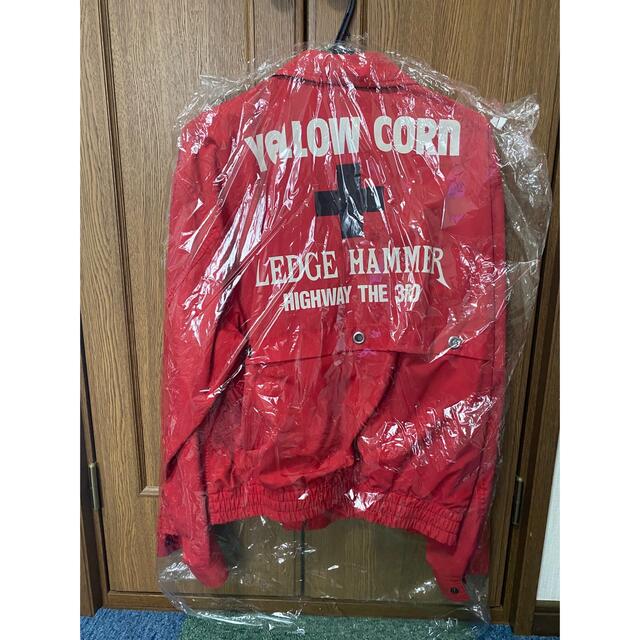 YeLLOW CORn
LEDGE HAMMER
HIGHWAY THE 3RD